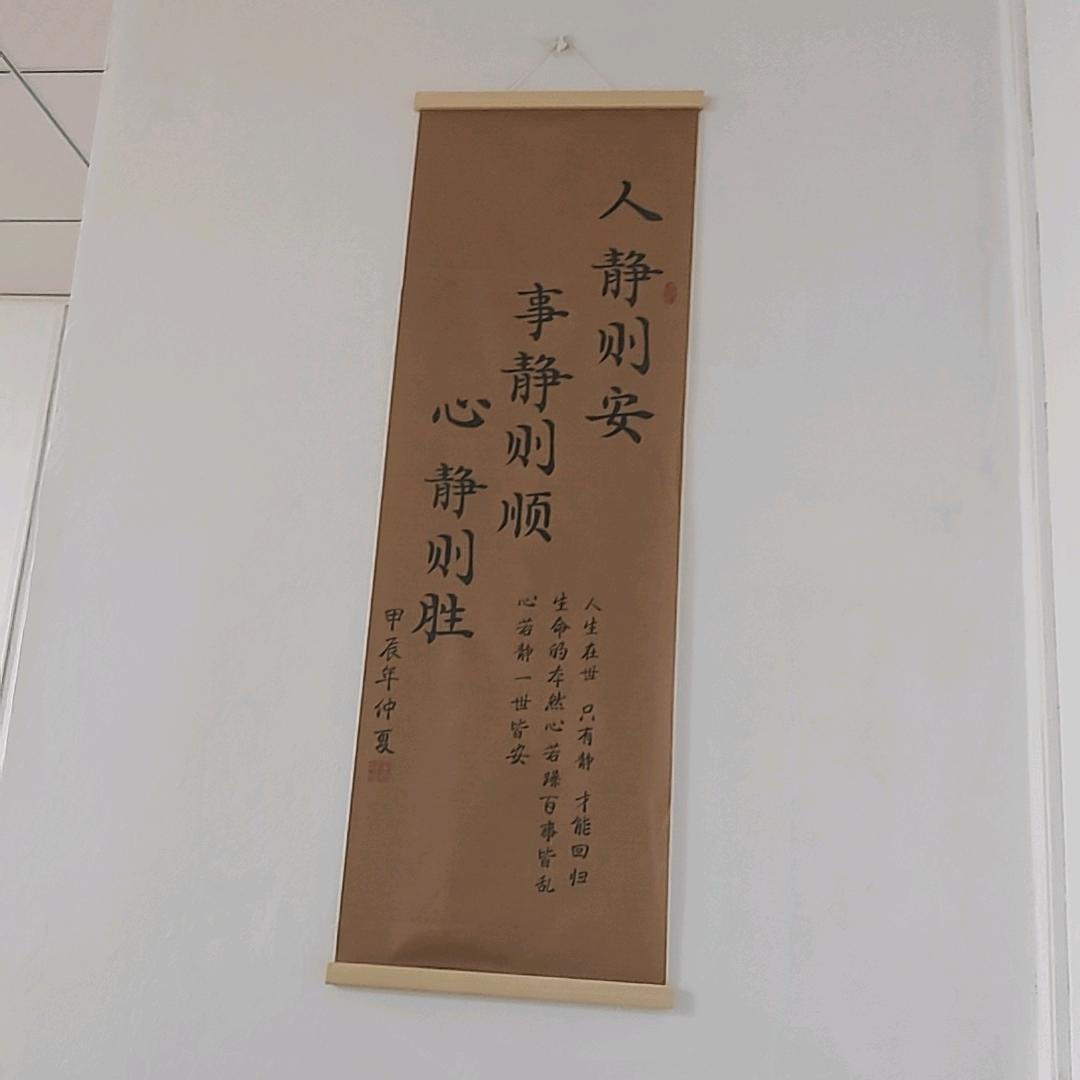 人静则安
事静则顺
心静则胜
人生在世 只有静 才能回归
生命的本然心若躁百事皆乱
心若静一世皆安
甲辰年仲夏